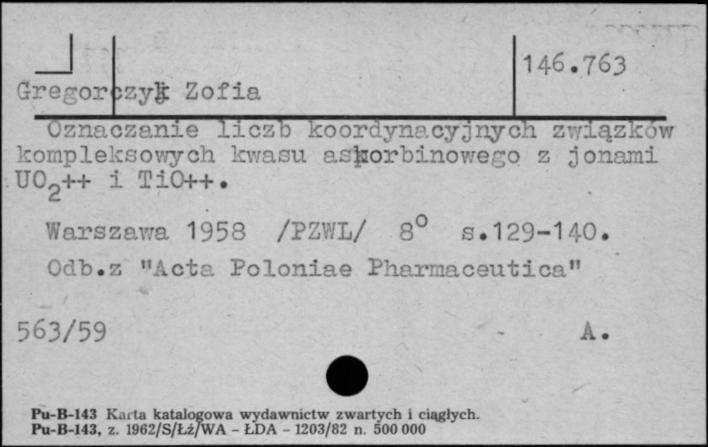 146.763
Gregorczyk Zofia
Oznaczanie liczb koordynacyjnych związków
kompleksowych kwasu askorbinowego z jonami
UO₂++ i TiO++.
Warszawa 1958 /PZWL/ 8° s.129-140.
Odb.z "Acta Poloniae Pharmaceutica"
563/59 A.
Pu-B-143 Karta katalogowa wydawnictw zwartych i ciągłych.
Pu-B-143, z. 1962/S/Łż/WA - ŁDA - 1203/82 n. 500 000